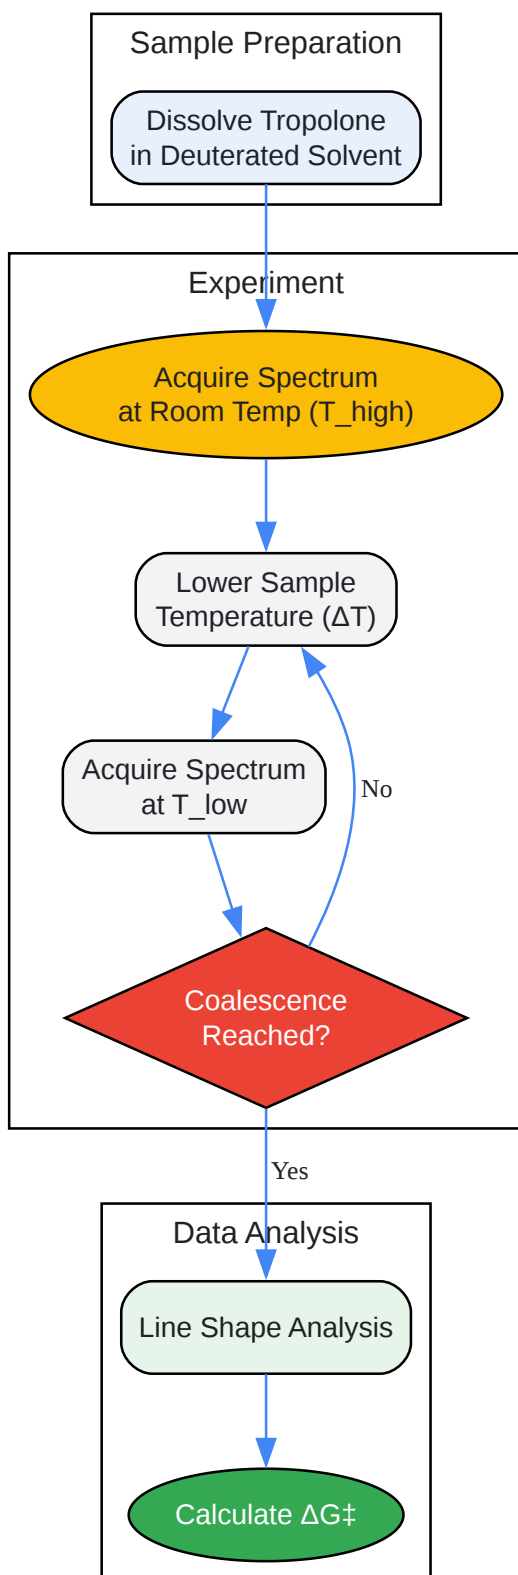 Sample Preparation
Dissolve Tropolone
in Deuterated Solvent
Experiment
Acquire Spectrum
at Room Temp (T_high)
Lower Sample
Temperature (ΔT)
Acquire Spectrum
at T_low
No
Coalescence
Reached?
Yes
Data Analysis
Line Shape Analysis
Calculate ΔG‡